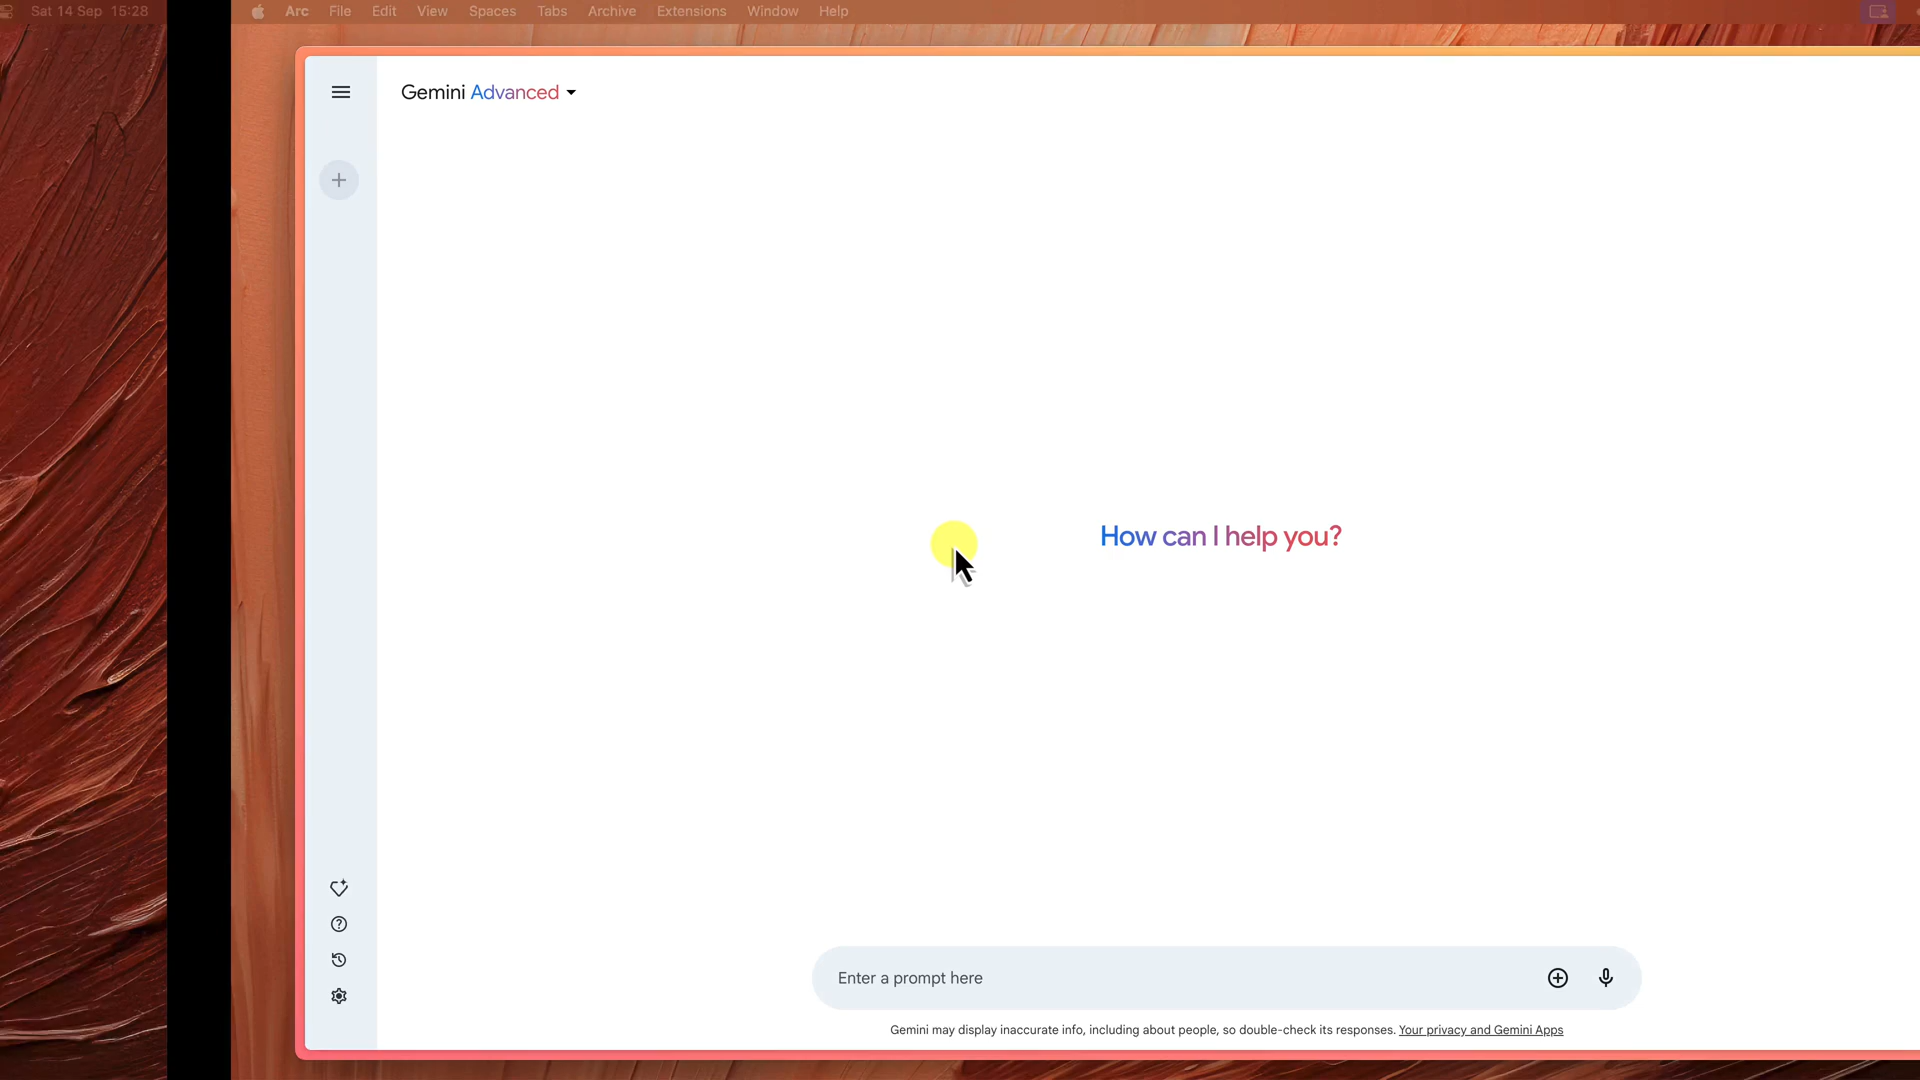 Sat 14 Sep 15:28
Arc File Edit View Spaces Tabs Archive Extensions Window Help
Gemini Advanced
How can I help you?
Enter a prompt here
Gemini may display inaccurate info, including about people, so double-check its responses. Your privacy and Gemini Apps